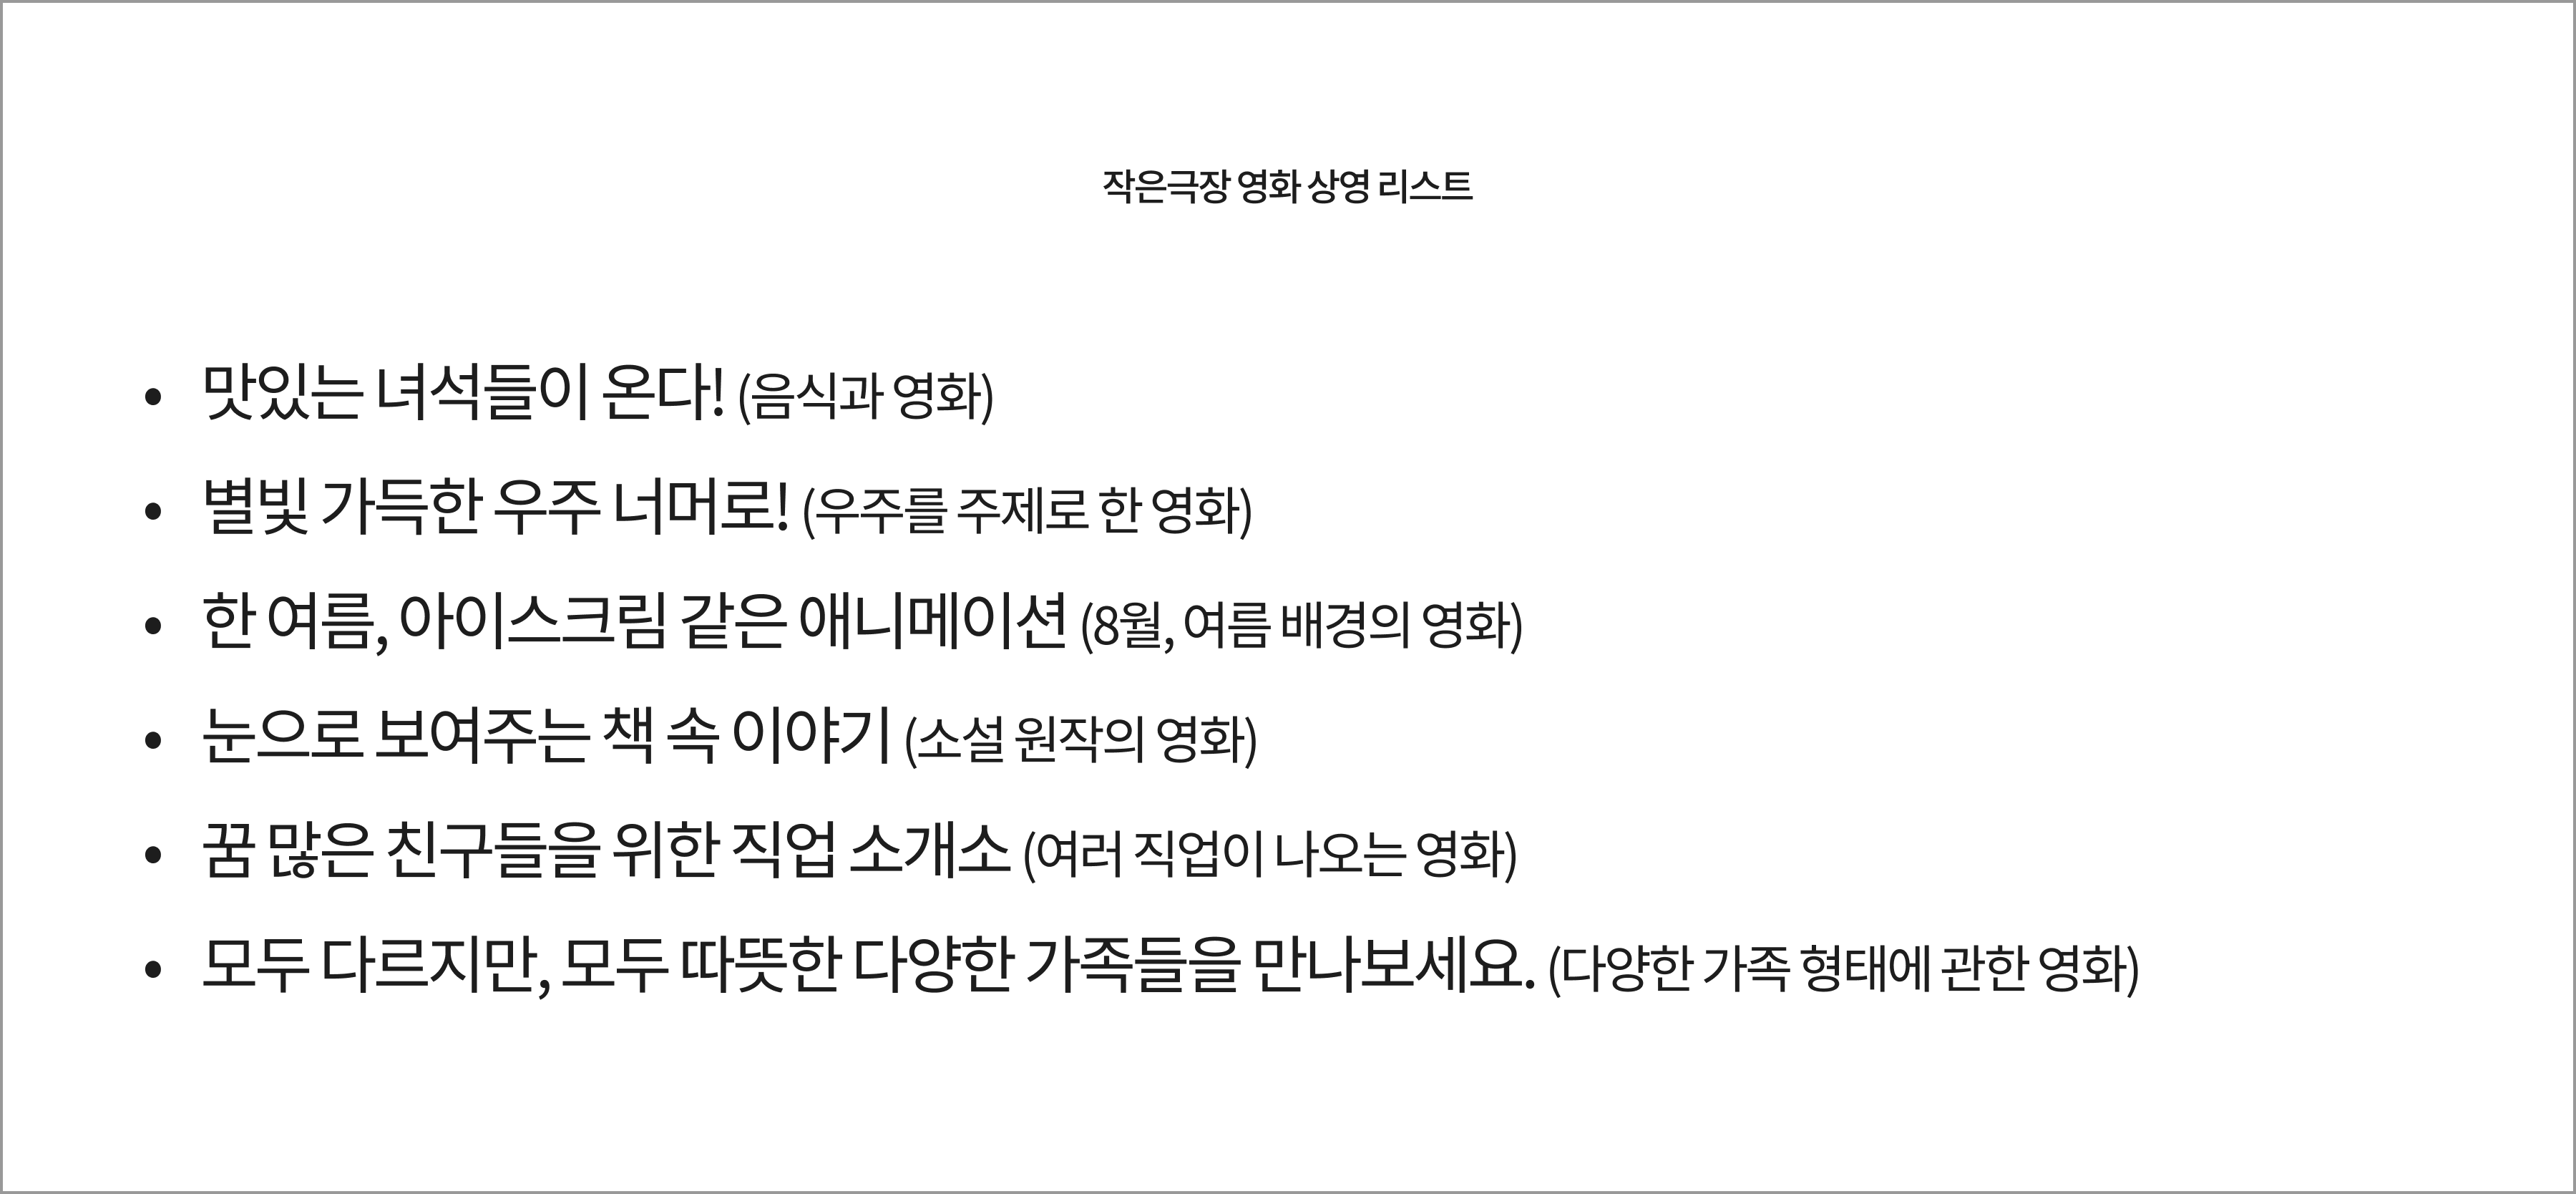 작은극장 영화 상영 리스트
• 맛있는 녀석들이 온다! (음식과 영화)
• 별빛 가득한 우주 너머로! (우주를 주제로 한 영화)
• 한 여름, 아이스크림 같은 애니메이션 (8월, 여름 배경의 영화)
• 눈으로 보여주는 책 속 이야기 (소설 원작의 영화)
• 꿈 많은 친구들을 위한 직업 소개소 (여러 직업이 나오는 영화)
• 모두 다르지만, 모두 따뜻한 다양한 가족들을 만나보세요. (다양한 가족 형태에 관한 영화)